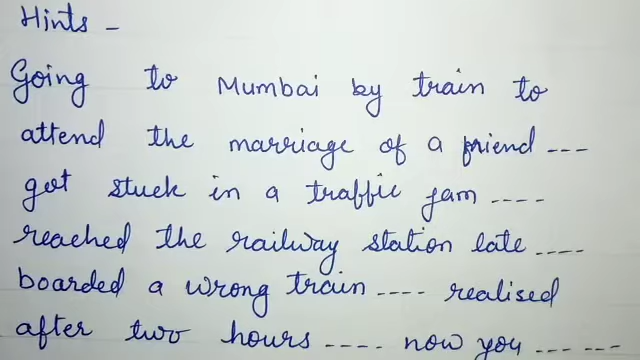 Hints -
Going to Mumbai by train to
attend the marriage of a friend ---
got stuck in a traffic jam ----
reached the railway station late ----
boarded a wrong train ---- realised
after two hours ---- now you --- ---